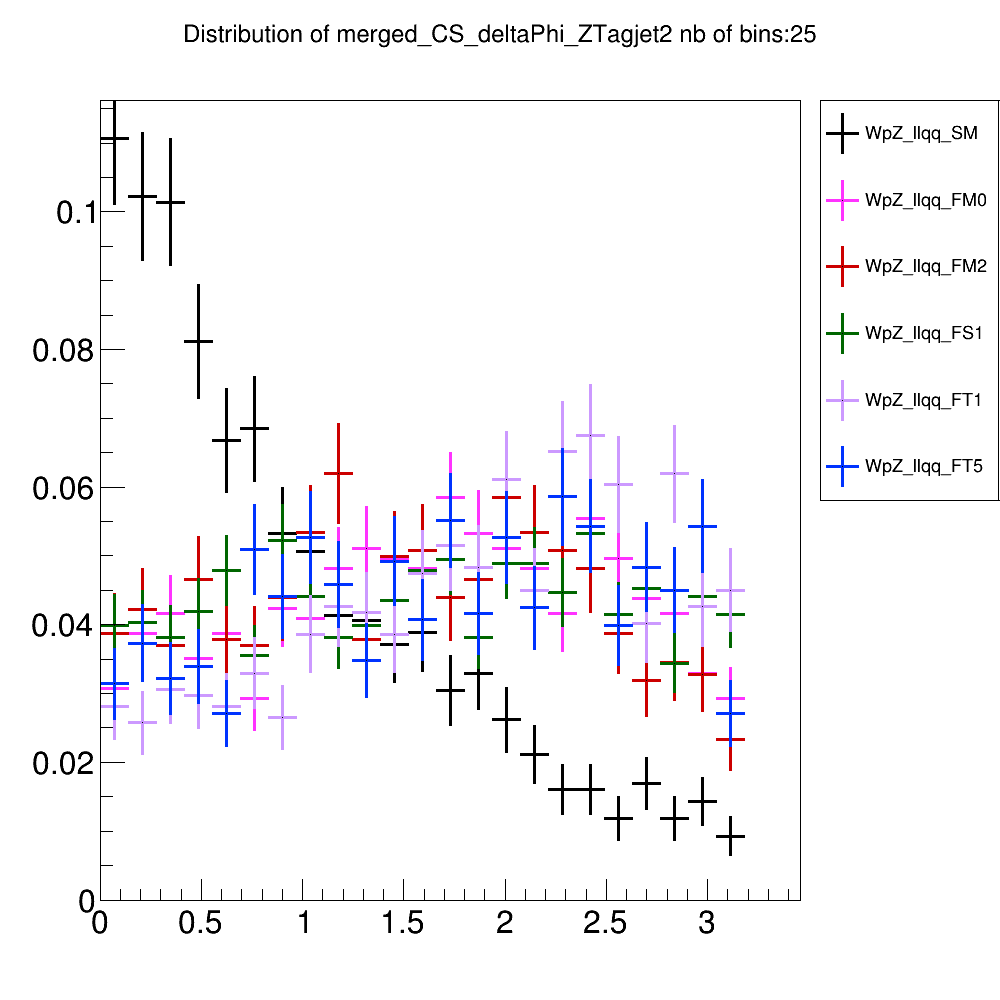 Distribution of merged_CS_deltaPhi_ZTagjet2 nb of bins:25
WpZ_llqq_SM
WpZ_llqq_FM0
WpZ_llqq_FM2
WpZ_llqq_FS1
WpZ_llqq_FT1
WpZ_llqq_FT5
0.1
0.08
0.06
0.04
0.02
0
0 0.5 1 1.5 2 2.5 3